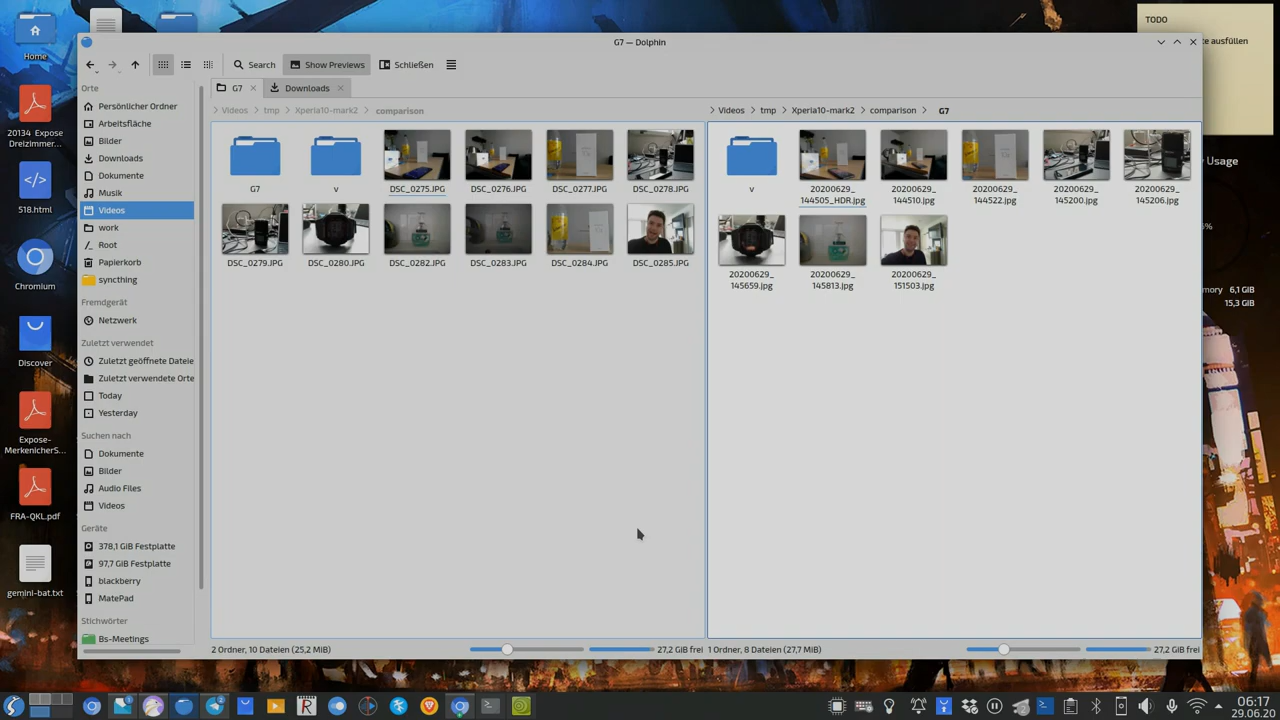 TODO
te ausfüllen
Home
G7 — Dolphin
Search
Show Previews
Schließen
Orte
G7
Downloads
Persönlicher Ordner
Videos
tmp
Xperia10-mark2
comparison
Videos
tmp
Xperia10-mark2
comparison
G7
Arbeitsfläche
Bilder
Downloads
Dokumente
Musik
Videos
work
Root
Papierkorb
syncthing
Fremdgerät
Netzwerk
Zuletzt verwendet
Zuletzt geöffnete Dateie
Zuletzt verwendete Orte
Today
Yesterday
Suchen nach
Dokumente
Bilder
Audio Files
Videos
Geräte
378,1 GiB Festplatte
97,7 GiB Festplatte
blackberry
MatePad
Stichwörter
Bs-Meetings
G7
v
DSC_0275.JPG
DSC_0276.JPG
DSC_0277.JPG
DSC_0278.JPG
DSC_0279.JPG
DSC_0280.JPG
DSC_0282.JPG
DSC_0283.JPG
DSC_0284.JPG
DSC_0285.JPG
v
20200629_
144505_HDR.jpg
20200629_
144510.jpg
20200629_
144522.jpg
20200629_
145200.jpg
20200629_
145206.jpg
20200629_
145659.jpg
20200629_
145813.jpg
20200629_
151503.jpg
2 Ordner, 10 Dateien (25,2 MiB)
27,2 GiB frei
1 Ordner, 8 Dateien (27,7 MiB)
27,2 GiB frei
20134 Expose
Dreizimmer...
518.html
Chromium
Discover
Expose-
MerkenicherS...
FRA-QKL.pdf
gemini-bat.txt
Usage
%
mory 6,1 GiB
15,3 GiB
06:17
29.06.20